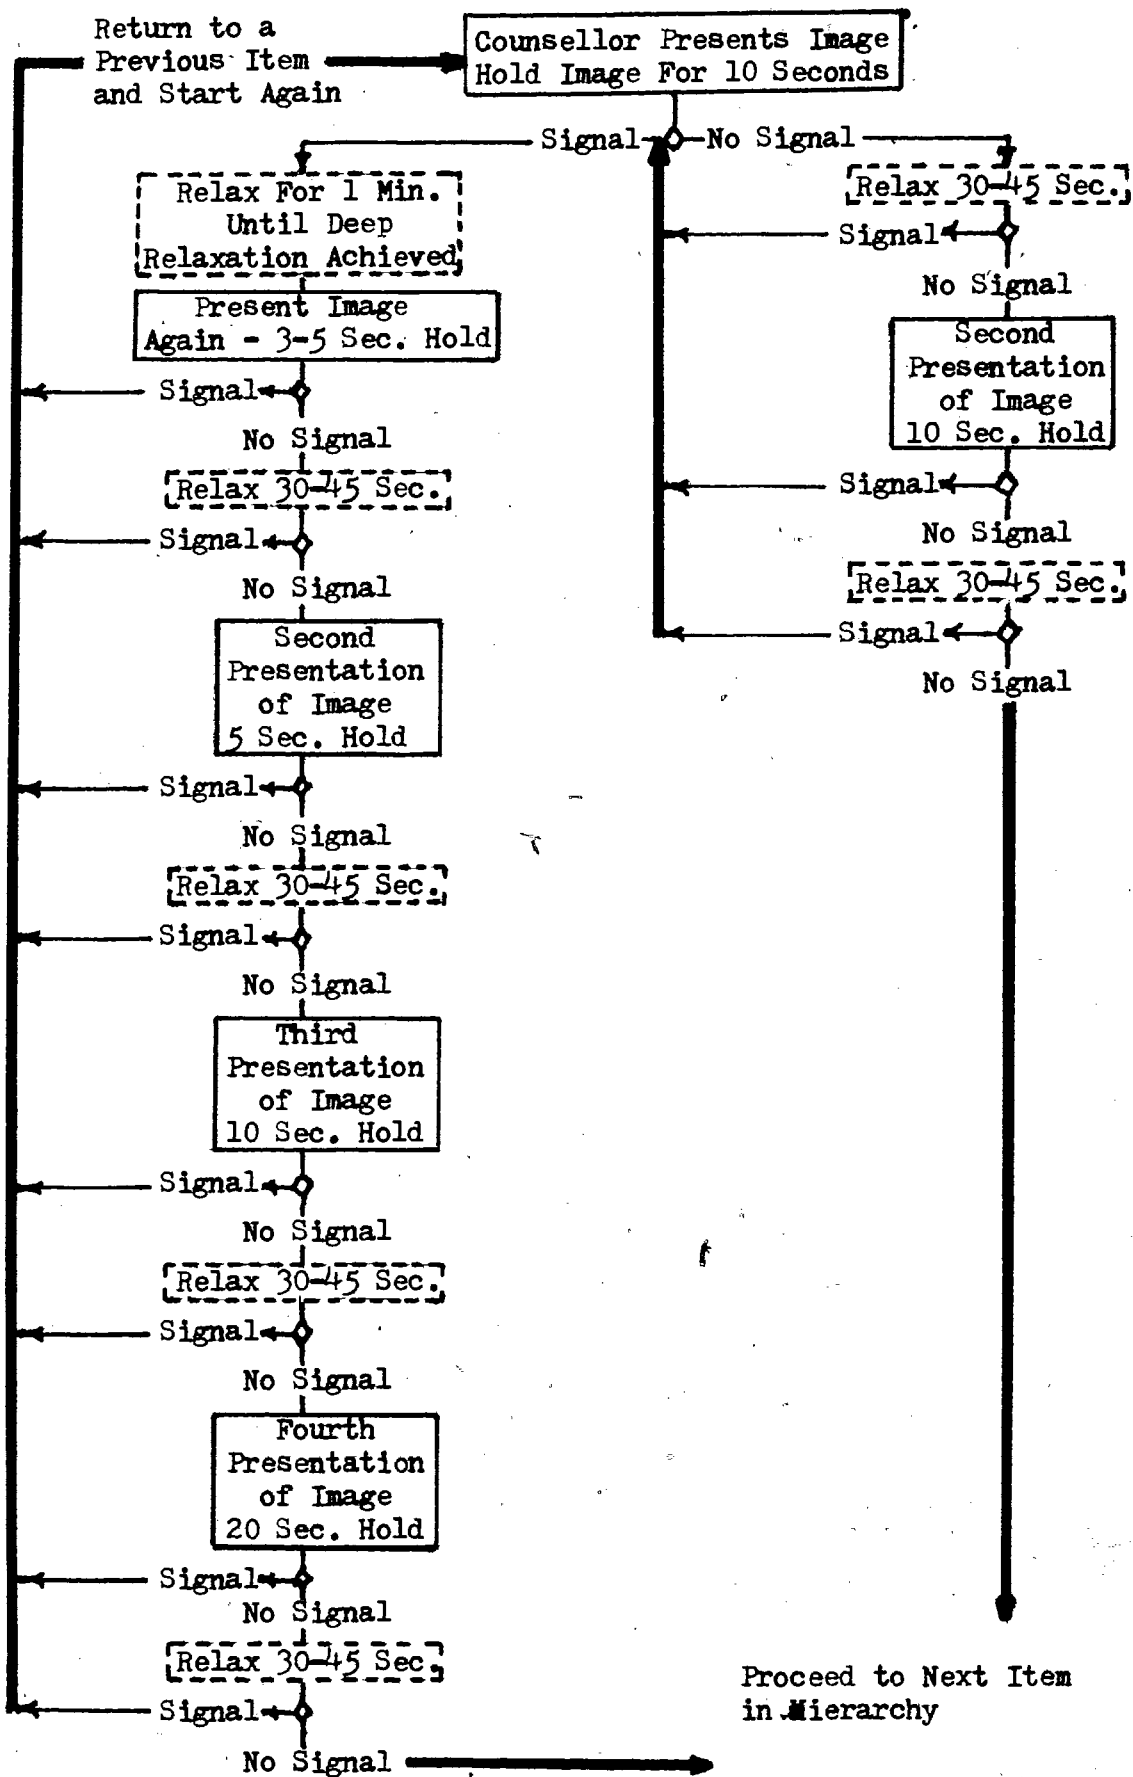 Return to a
Previous Item
and Start Again
Counsellor Presents Image
Hold Image For 10 Seconds
Signal
No Signal
Relax For 1 Min.
Until Deep
Relaxation Achieved
Present Image
Again - 3-5 Sec. Hold
Signal
No Signal
Relax 30-45 Sec.
Signal
No Signal
Second
Presentation
of Image
5 Sec. Hold
Signal
No Signal
Relax 30-45 Sec.
Signal
No Signal
Third
Presentation
of Image
10 Sec. Hold
Signal
No Signal
Relax 30-45 Sec.
Signal
No Signal
Fourth
Presentation
of Image
20 Sec. Hold
Signal
No Signal
Relax 30-45 Sec.
Signal
No Signal
Relax 30-45 Sec.
Signal
No Signal
Second
Presentation
of Image
10 Sec. Hold
Signal
No Signal
Relax 30-45 Sec.
Signal
No Signal
Proceed to Next Item
in Hierarchy